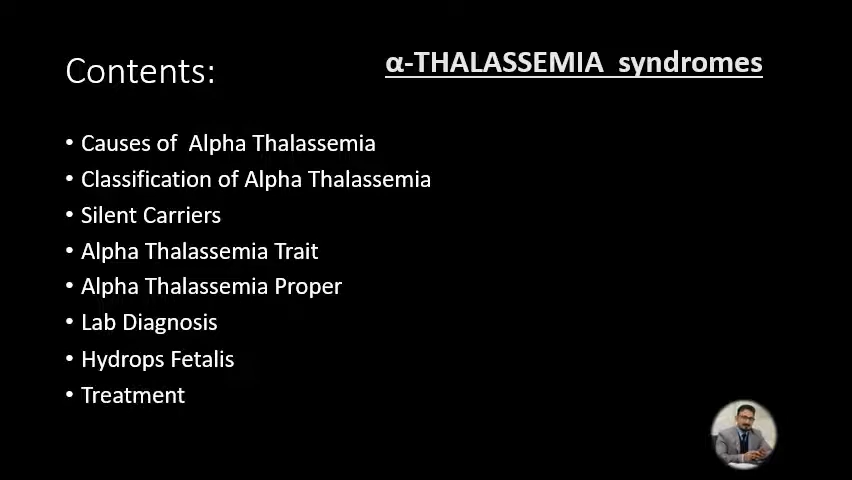 Contents:
α-THALASSEMIA syndromes
• Causes of Alpha Thalassemia
• Classification of Alpha Thalassemia
• Silent Carriers
• Alpha Thalassemia Trait
• Alpha Thalassemia Proper
• Lab Diagnosis
• Hydrops Fetalis
• Treatment